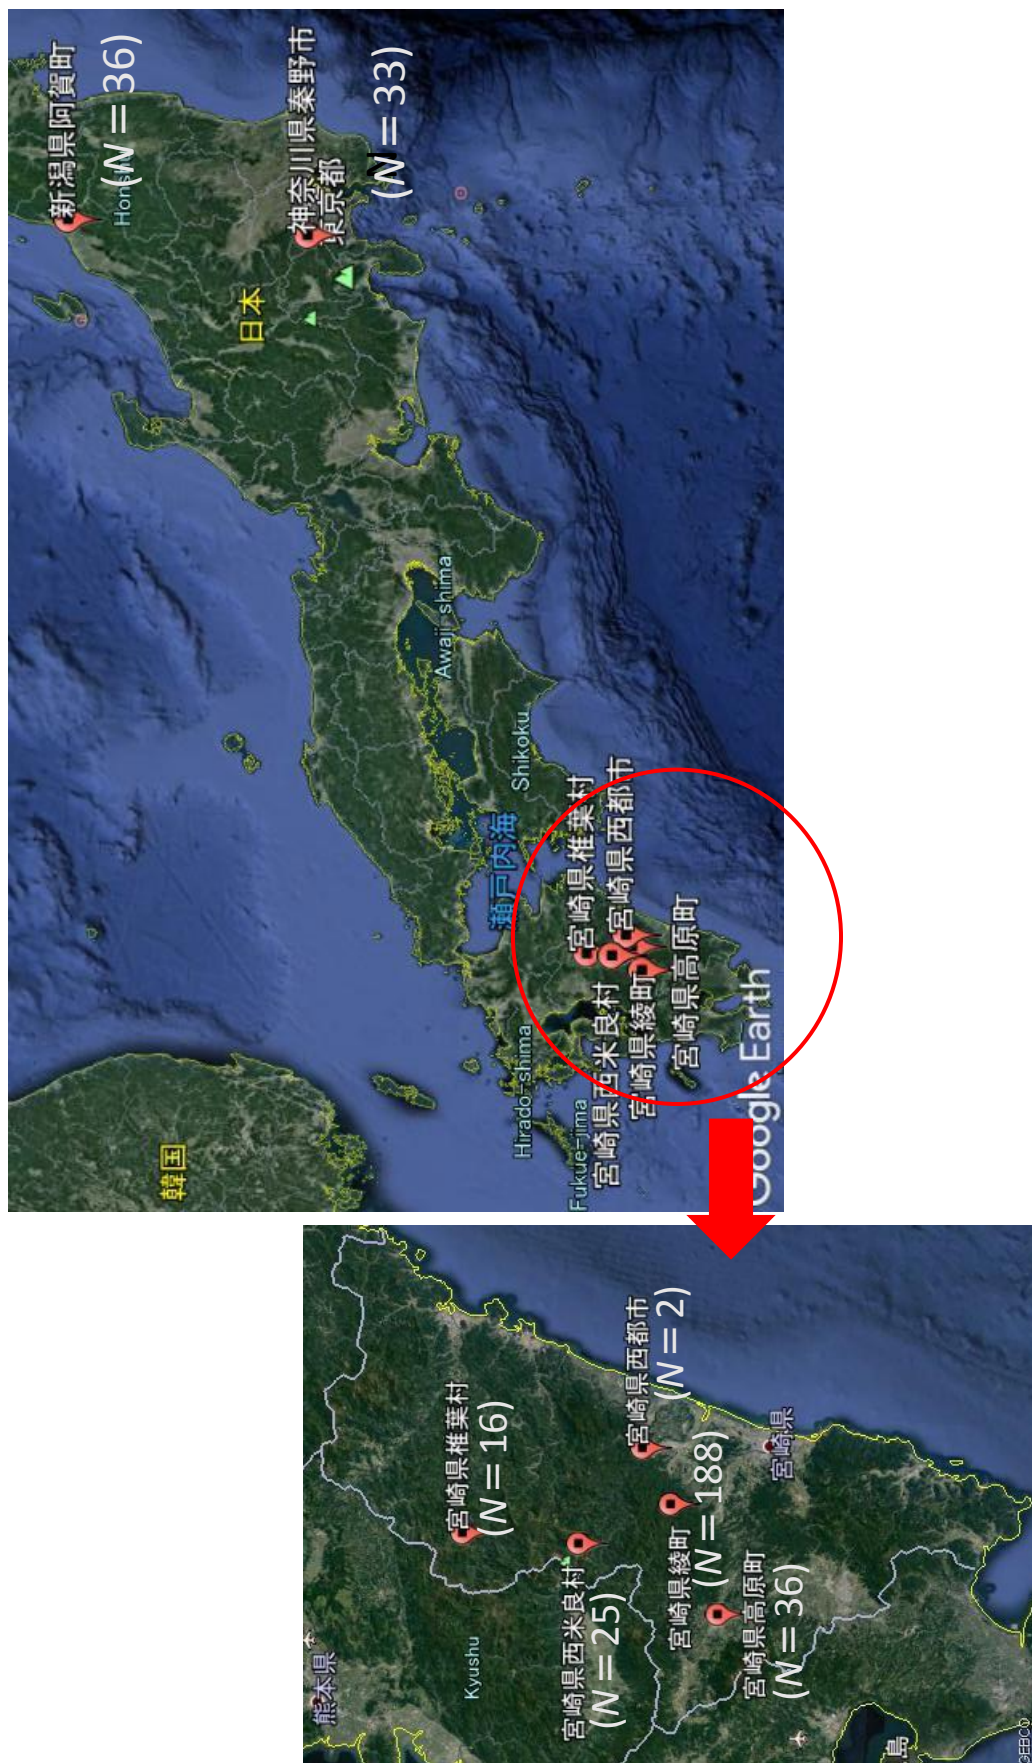 新潟県阿賀町
(N = 36)
Honshu
神奈川県秦野市
東京都
(N = 33)
日本
韓国
Awaji-shima
Shikoku
瀬戸内海
Hirado-shima
Fukue-jima
宮崎県椎葉村
宮崎県西都市
宮崎県西米良村
宮崎県綾町
宮崎県高原町
Google Earth
熊本県
Kyushu
宮崎県椎葉村
(N = 16)
宮崎県西米良村
(N = 25)
宮崎県西都市
(N = 2)
宮崎県綾町
(N = 188)
宮崎県高原町
(N = 36)
宮崎県
島
GEBCO